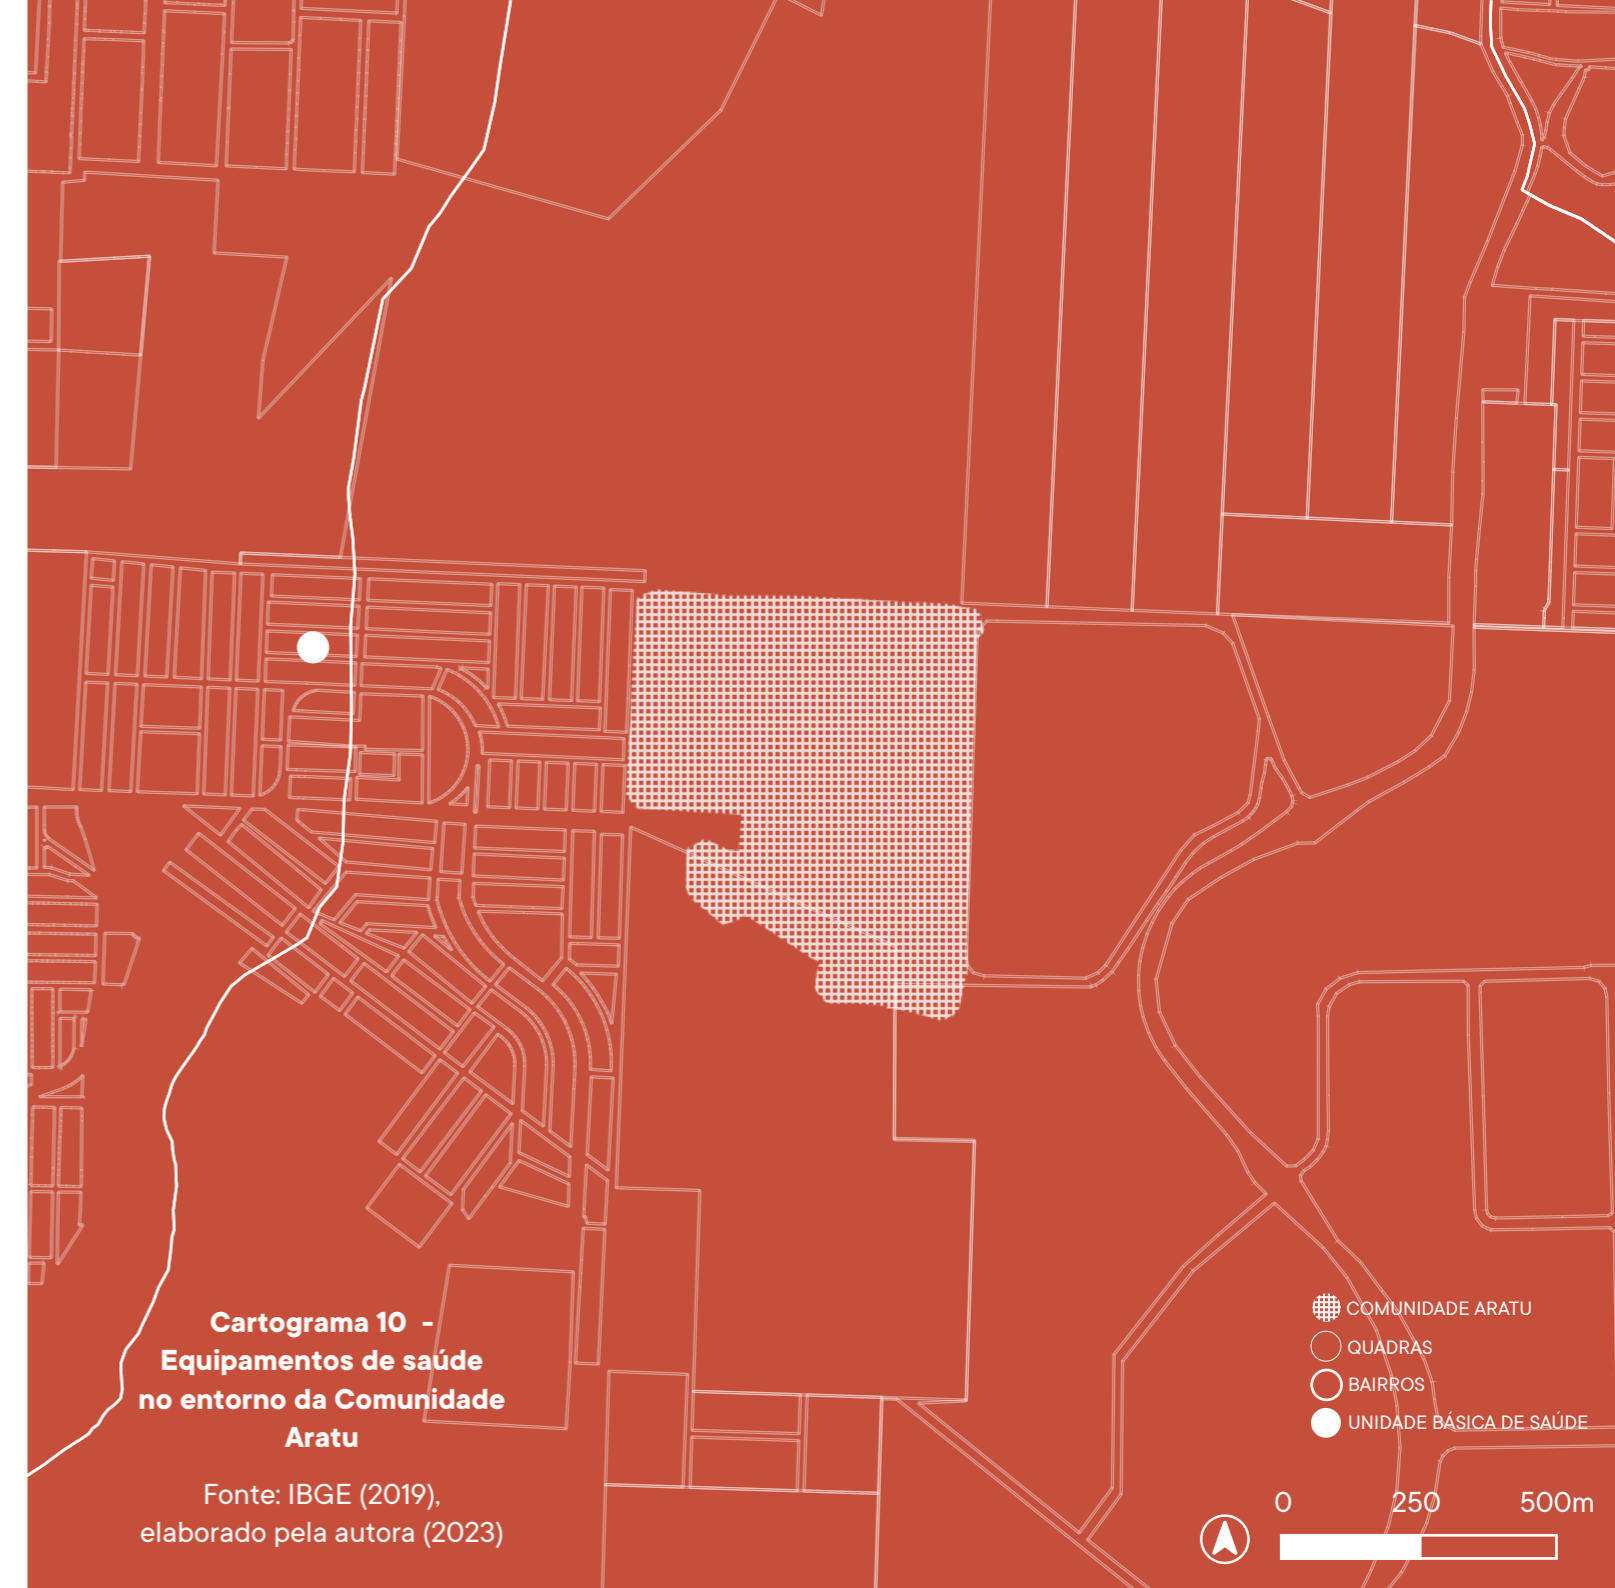 Cartograma 10 -
Equipamentos de saúde
no entorno da Comunidade
Aratu
Fonte: IBGE (2019),
elaborado pela autora (2023)
COMUNIDADE ARATU
QUADRAS
BAIRROS
UNIDADE BÁSICA DE SAÚDE
0 250 500m